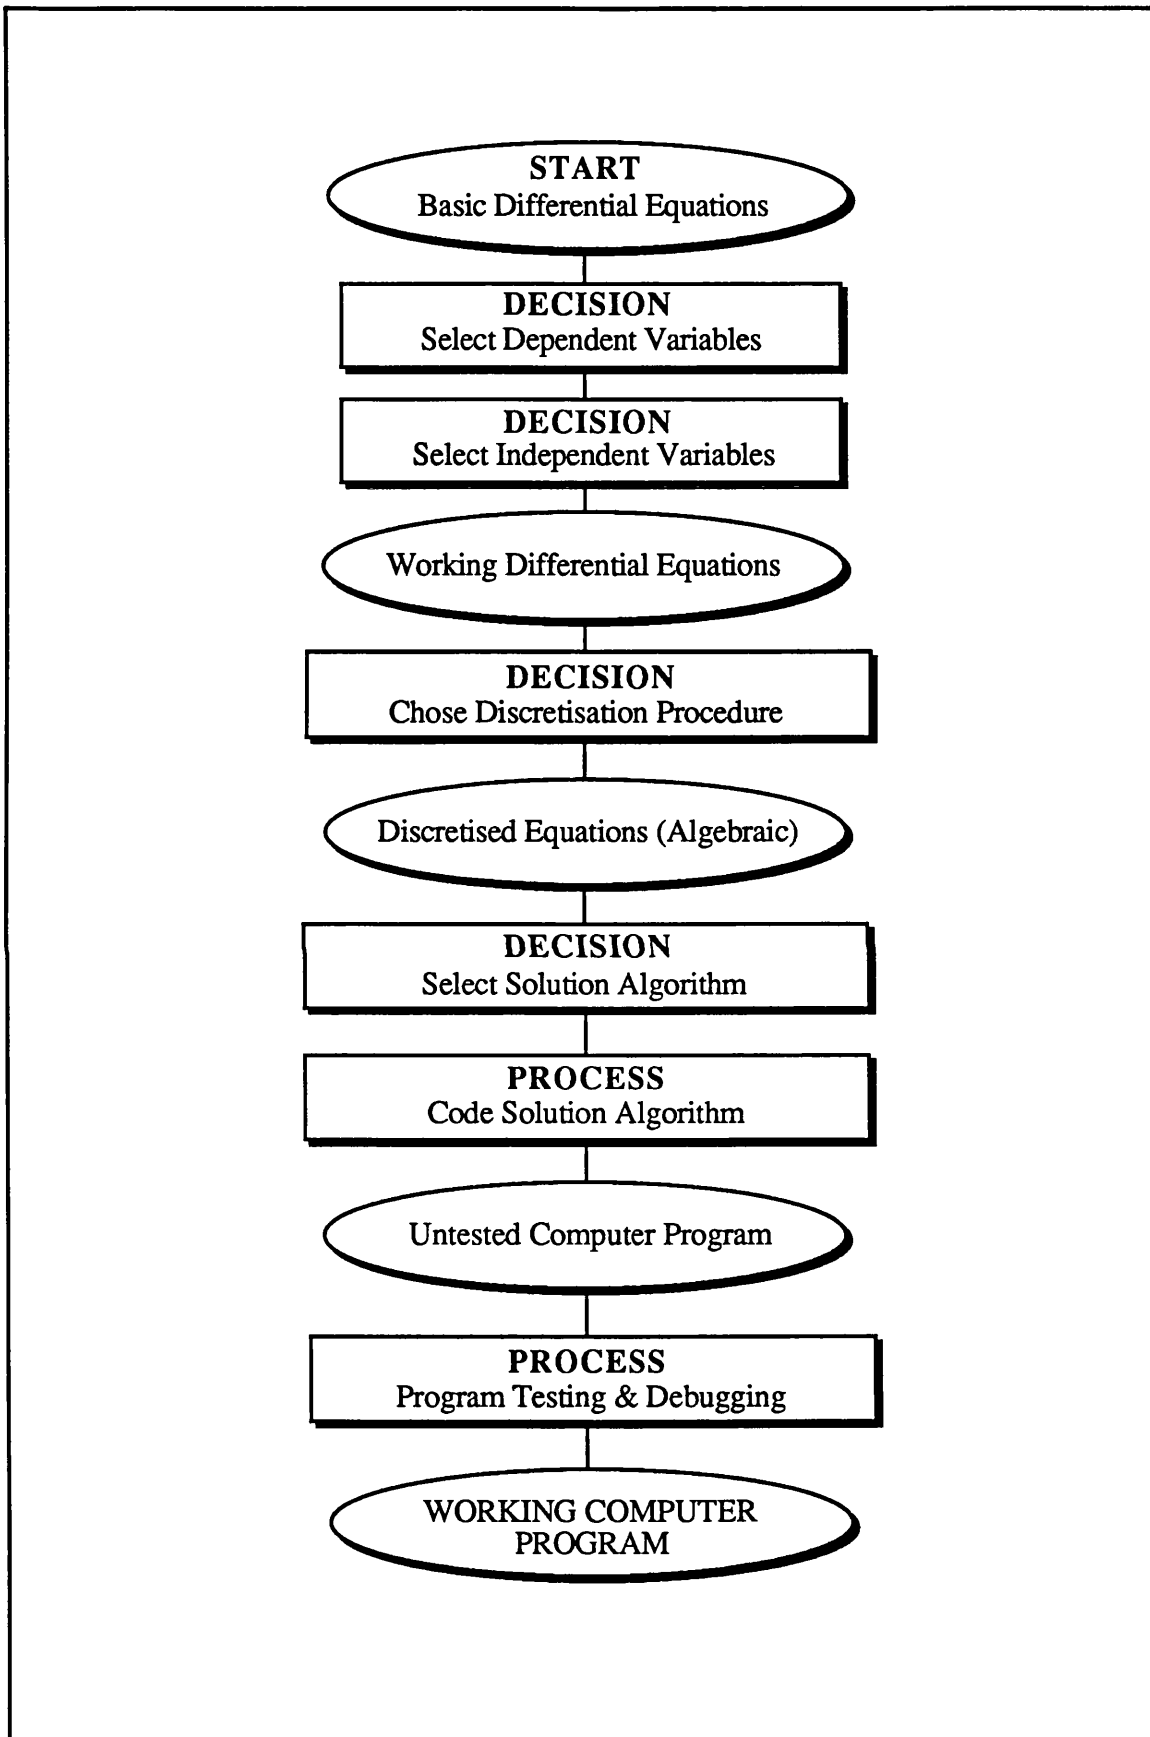 START
Basic Differential Equations
DECISION
Select Dependent Variables
DECISION
Select Independent Variables
Working Differential Equations
DECISION
Chose Discretisation Procedure
Discretised Equations (Algebraic)
DECISION
Select Solution Algorithm
PROCESS
Code Solution Algorithm
Untested Computer Program
PROCESS
Program Testing & Debugging
WORKING COMPUTER
PROGRAM